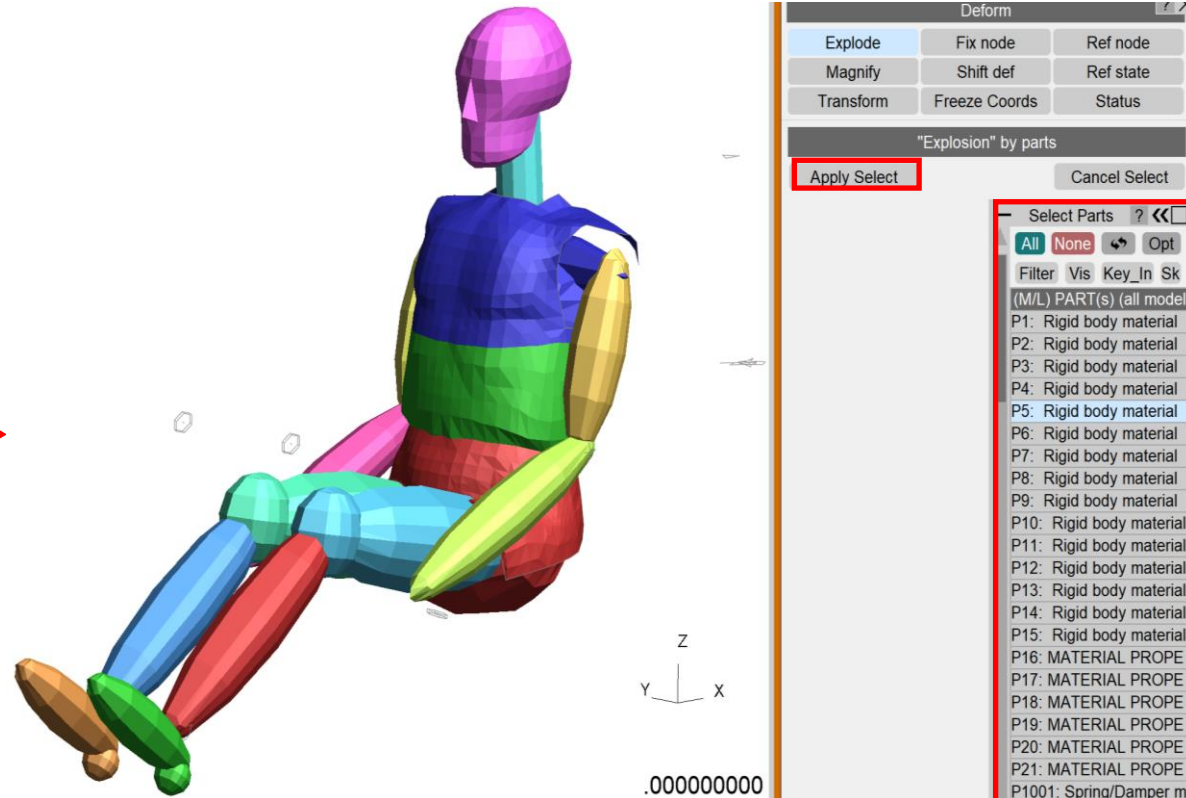 Deform
?
Explode Fix node Ref node
Magnify Shift def Ref state
Transform Freeze Coords Status
"Explosion" by parts
Apply Select Cancel Select
Select Parts ?
All None Opt
Filter Vis Key_In Sk
(M/L) PART(s) (all model
P1: Rigid body material
P2: Rigid body material
P3: Rigid body material
P4: Rigid body material
P5: Rigid body material
P6: Rigid body material
P7: Rigid body material
P8: Rigid body material
P9: Rigid body material
P10: Rigid body material
P11: Rigid body material
P12: Rigid body material
P13: Rigid body material
P14: Rigid body material
P15: Rigid body material
P16: MATERIAL PROPE
P17: MATERIAL PROPE
P18: MATERIAL PROPE
P19: MATERIAL PROPE
P20: MATERIAL PROPE
P21: MATERIAL PROPE
P1001: Spring/Damper m
Z
Y X
.000000000